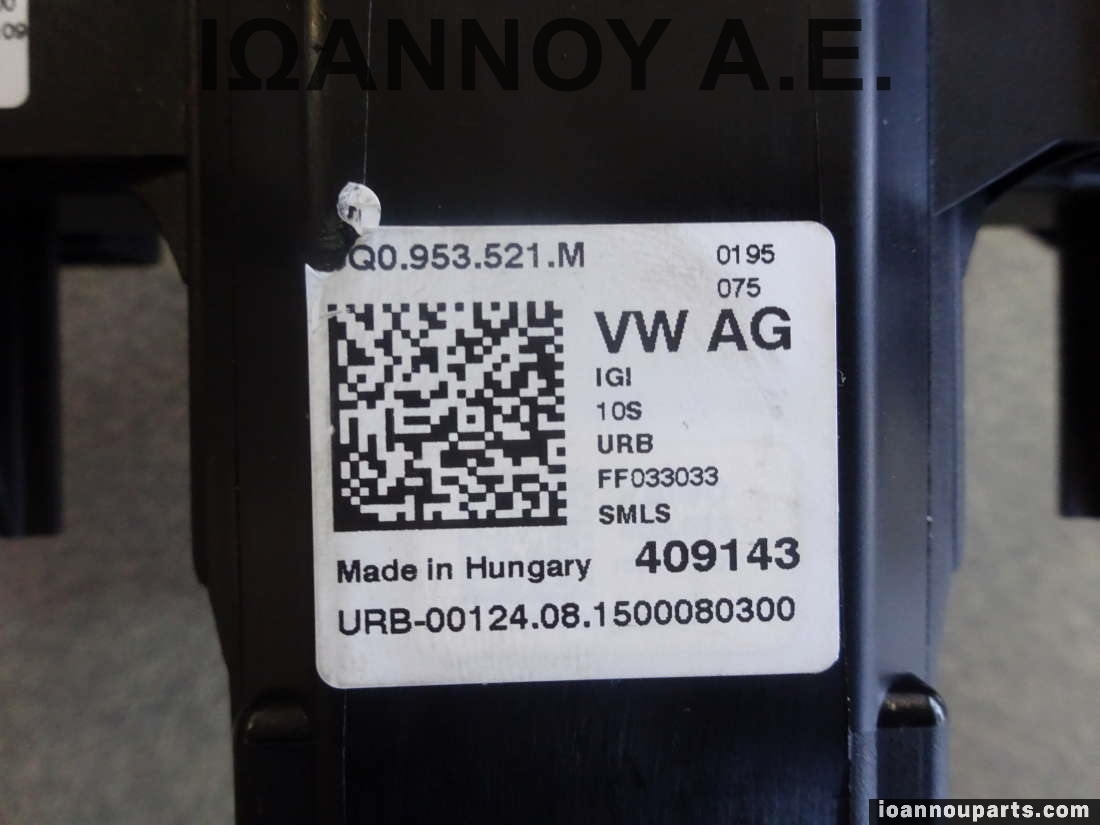 09
ΙΩΑΝΝΟΥ Α.Ε.
Q0.953.521.M
0195
075
VW AG
IGI
10S
URB
FF033033
SMLS
Made in Hungary 409143
URB-00124.08.1500080300
ioannouparts.com